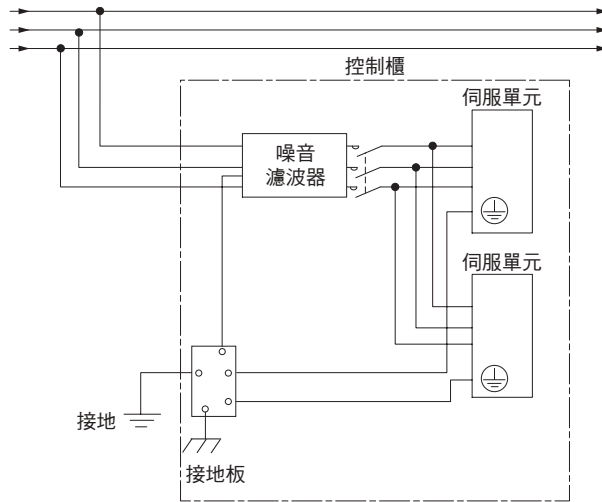 控制櫃
伺服單元
噪音
濾波器
伺服單元
接地
接地板